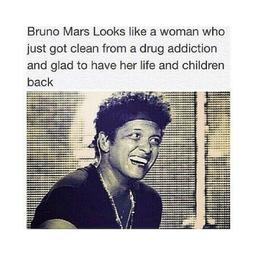 Bruno Mars Looks like a woman who
just got clean from a drug addiction
and glad to have her life and children
back